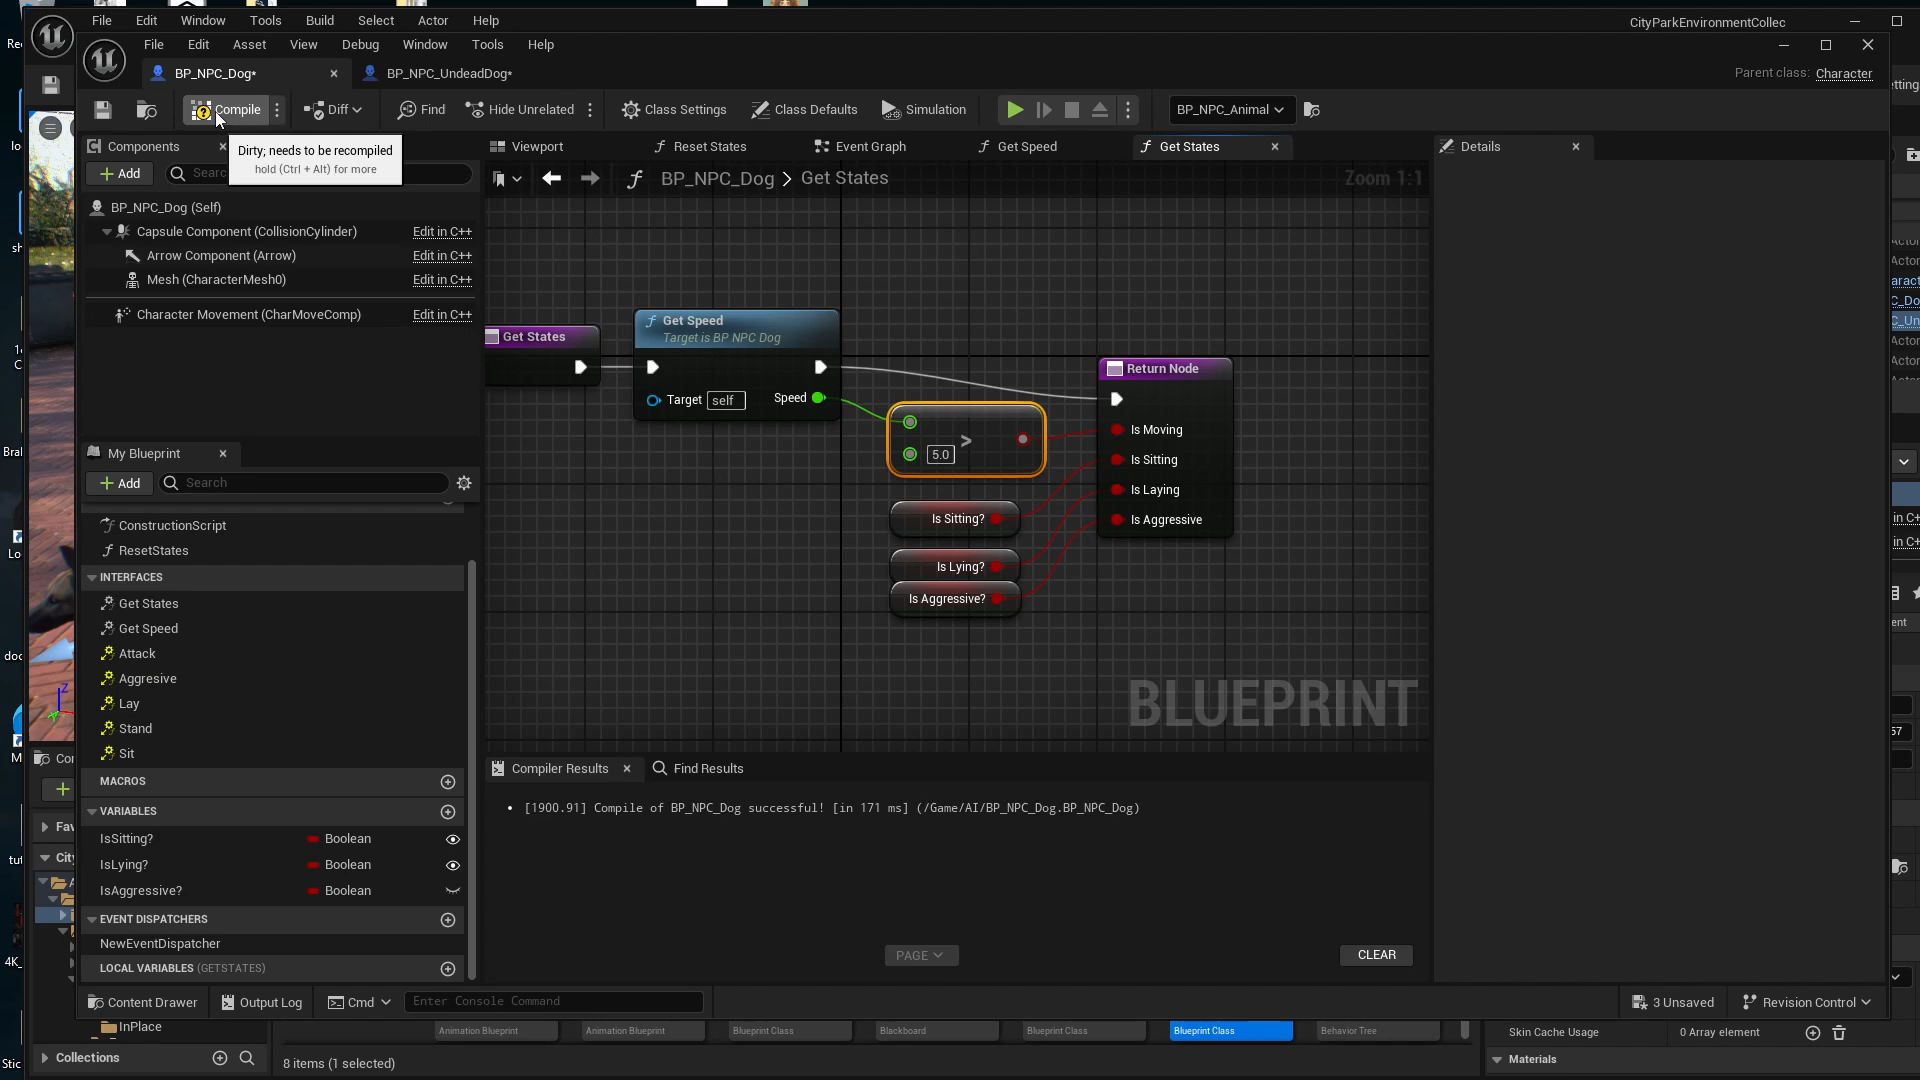 File Edit Window Tools Build Select Actor Help
CityParkEnvironmentCollec
File Edit Asset View Debug Window Tools Help
BP_NPC_Dog*
BP_NPC_UndeadDog*
Parent class: Character
Compile
Diff
Find
Hide Unrelated
Class Settings
Class Defaults
Simulation
BP_NPC_Animal
Dirty; needs to be recompiled
hold (Ctrl + Alt) for more
Components
Add
Searc
Viewport
Reset States
Event Graph
Get Speed
Get States
Details
BP_NPC_Dog > Get States
Zoom 1:1
BP_NPC_Dog (Self)
Capsule Component (CollisionCylinder) Edit in C++
Arrow Component (Arrow) Edit in C++
Mesh (CharacterMesh0) Edit in C++
Character Movement (CharMoveComp) Edit in C++
Get States
Get Speed
Target is BP NPC Dog
Target self
Speed
>
5.0
Return Node
Is Moving
Is Sitting
Is Laying
Is Aggressive
Is Sitting?
Is Lying?
Is Aggressive?
BLUEPRINT
My Blueprint
Add
Search
ConstructionScript
ResetStates
INTERFACES
Get States
Get Speed
Attack
Aggresive
Lay
Stand
Sit
MACROS
VARIABLES
IsSitting? Boolean
IsLying? Boolean
IsAggressive? Boolean
EVENT DISPATCHERS
NewEventDispatcher
LOCAL VARIABLES (GETSTATES)
Compiler Results
Find Results
[1900.91] Compile of BP_NPC_Dog successful! [in 171 ms] (/Game/AI/BP_NPC_Dog.BP_NPC_Dog)
PAGE
CLEAR
Content Drawer
Output Log
Cmd
Enter Console Command
3 Unsaved
Revision Control
InPlace
Animation Blueprint
Animation Blueprint
Blueprint Class
Blackboard
Blueprint Class
Blueprint Class
Behavior Tree
Skin Cache Usage
0 Array element
Collections
8 items (1 selected)
Materials